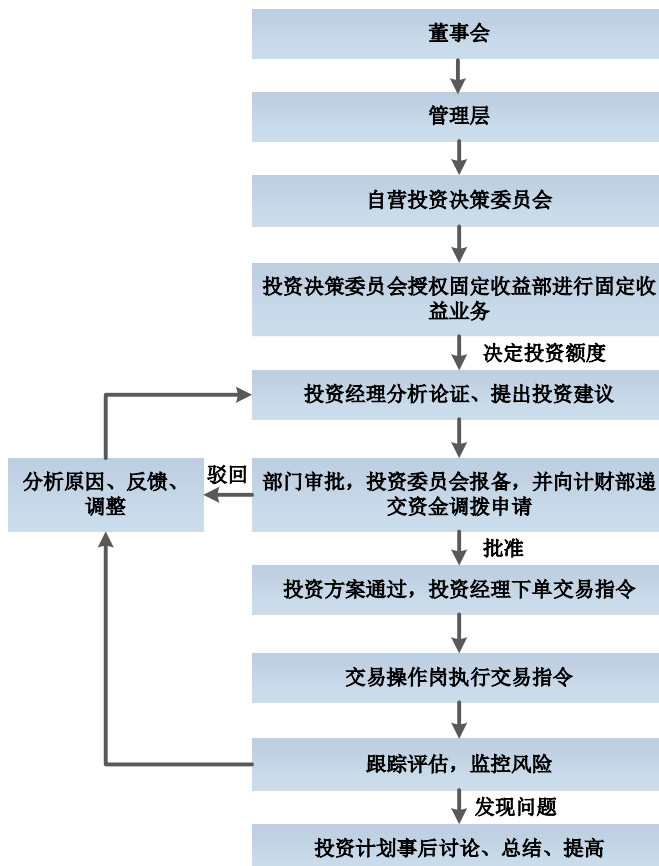 董事会
管理层
自营投资决策委员会
投资决策委员会授权固定收益部进行固定收
益业务
决定投资额度
投资经理分析论证、提出投资建议
分析原因、反馈、
调整
驳回
部门审批，投资委员会报备，并向计财部递
交资金调拨申请
批准
投资方案通过，投资经理下单交易指令
交易操作岗执行交易指令
跟踪评估，监控风险
发现问题
投资计划事后讨论、总结、提高